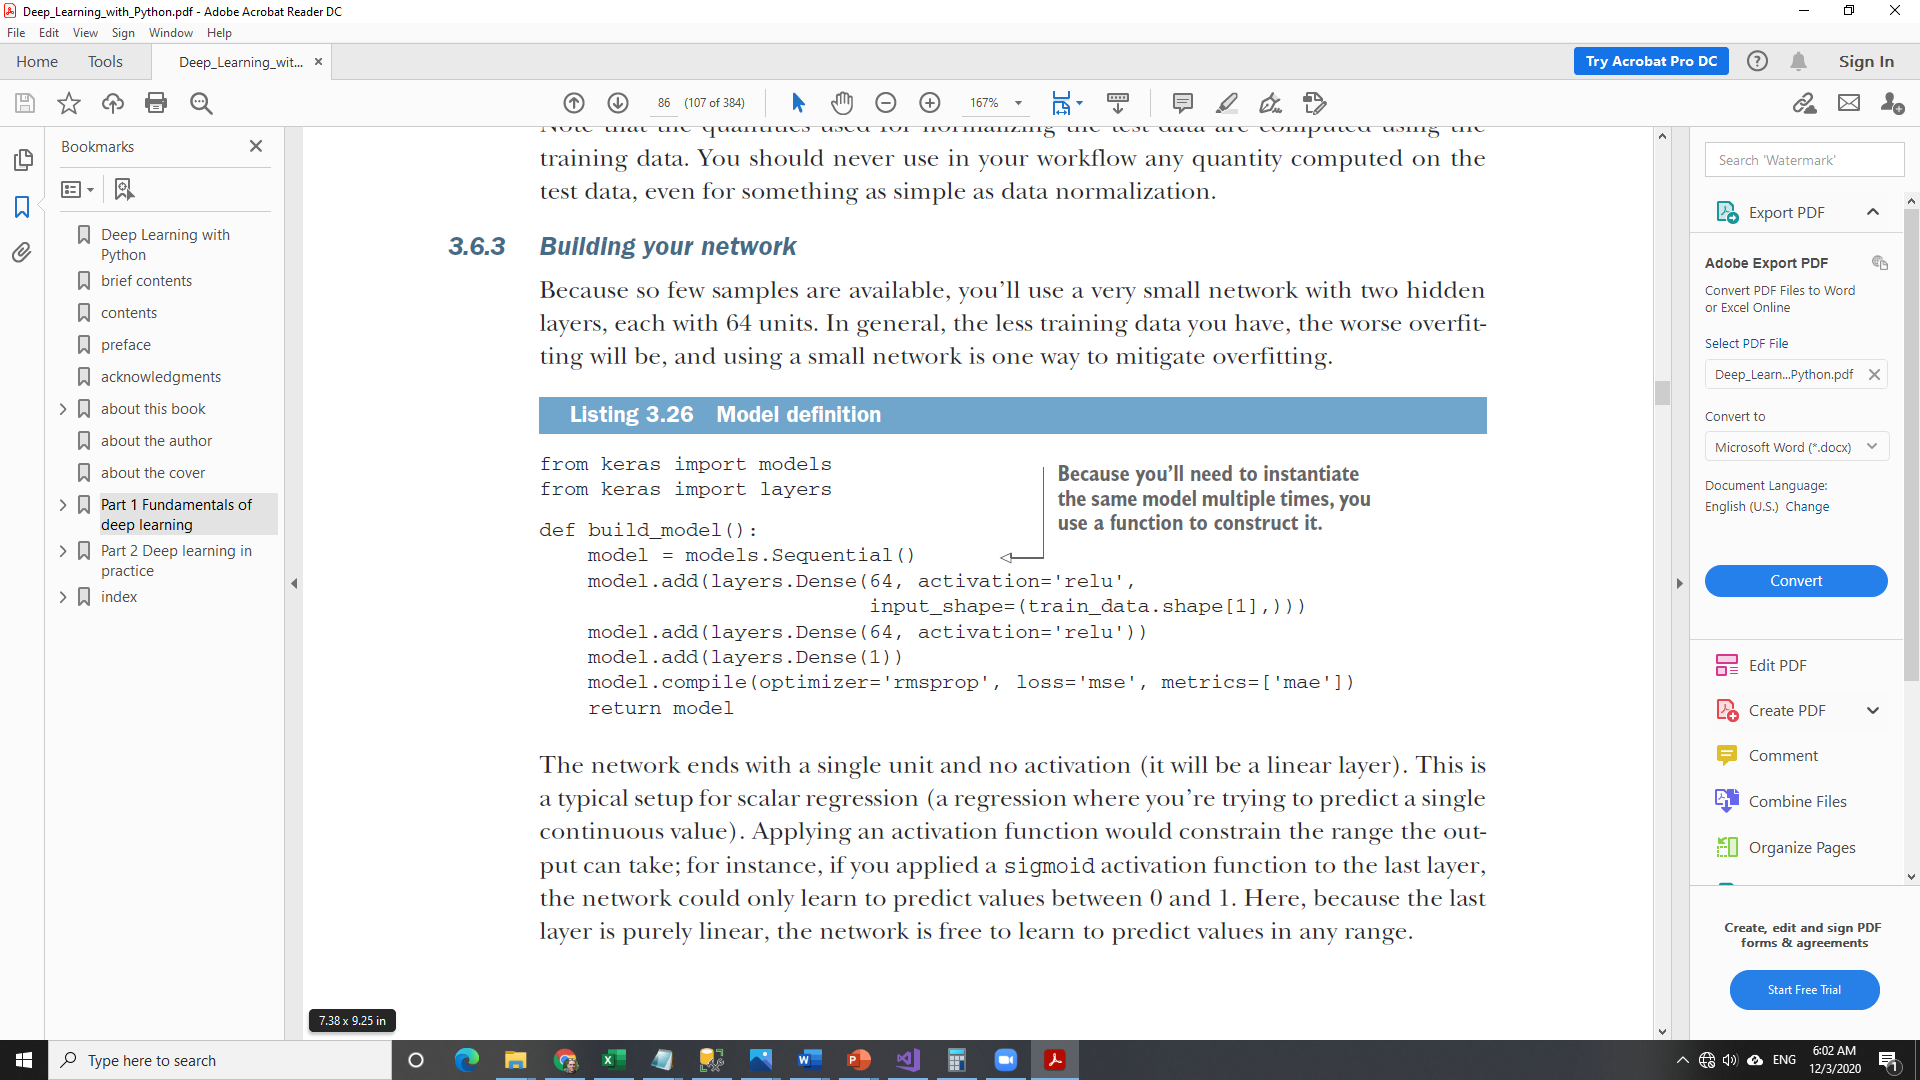 Deep_Learning_with_Python.pdf - Adobe Acrobat Reader DC
File Edit View Sign Window Help
Home Tools Deep_Learning_wit... ×
Try Acrobat Pro DC
Sign In
86 (107 of 384)
167%
Bookmarks
Deep Learning with
Python
brief contents
contents
preface
acknowledgments
about this book
about the author
about the cover
Part 1 Fundamentals of
deep learning
Part 2 Deep learning in
practice
index
Note that the quantities used for normalizing the test data are computed using the
training data. You should never use in your workflow any quantity computed on the
test data, even for something as simple as data normalization.
3.6.3 Building your network
Because so few samples are available, you’ll use a very small network with two hidden
layers, each with 64 units. In general, the less training data you have, the worse overfit-
ting will be, and using a small network is one way to mitigate overfitting.
Listing 3.26 Model definition
from keras import models
from keras import layers
def build_model():
    model = models.Sequential()
    model.add(layers.Dense(64, activation='relu',
                           input_shape=(train_data.shape[1],)))
    model.add(layers.Dense(64, activation='relu'))
    model.add(layers.Dense(1))
    model.compile(optimizer='rmsprop', loss='mse', metrics=['mae'])
    return model
Because you’ll need to instantiate
the same model multiple times, you
use a function to construct it.
The network ends with a single unit and no activation (it will be a linear layer). This is
a typical setup for scalar regression (a regression where you’re trying to predict a single
continuous value). Applying an activation function would constrain the range the out-
put can take; for instance, if you applied a sigmoid activation function to the last layer,
the network could only learn to predict values between 0 and 1. Here, because the last
layer is purely linear, the network is free to learn to predict values in any range.
7.38 x 9.25 in
Search 'Watermark'
Export PDF
Adobe Export PDF
Convert PDF Files to Word
or Excel Online
Select PDF File
Deep_Learn...Python.pdf
Convert to
Microsoft Word (*.docx)
Document Language:
English (U.S.) Change
Convert
Edit PDF
Create PDF
Comment
Combine Files
Organize Pages
Create, edit and sign PDF
forms & agreements
Start Free Trial
Type here to search
ENG
6:02 AM
12/3/2020
1